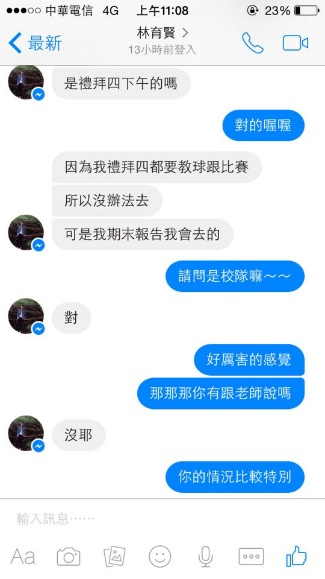 中華電信 4G 上午11:08 23%
最新
林育賢
13小時前登入
是禮拜四下午的嗎
對的喔喔
因為我禮拜四都要教球跟比賽
所以沒辦法去
可是我期末報告我會去的
請問是校隊嘛～～
對
好厲害的感覺
那那那你有跟老師說嗎
沒耶
你的情況比較特別
輸入訊息……
Aa